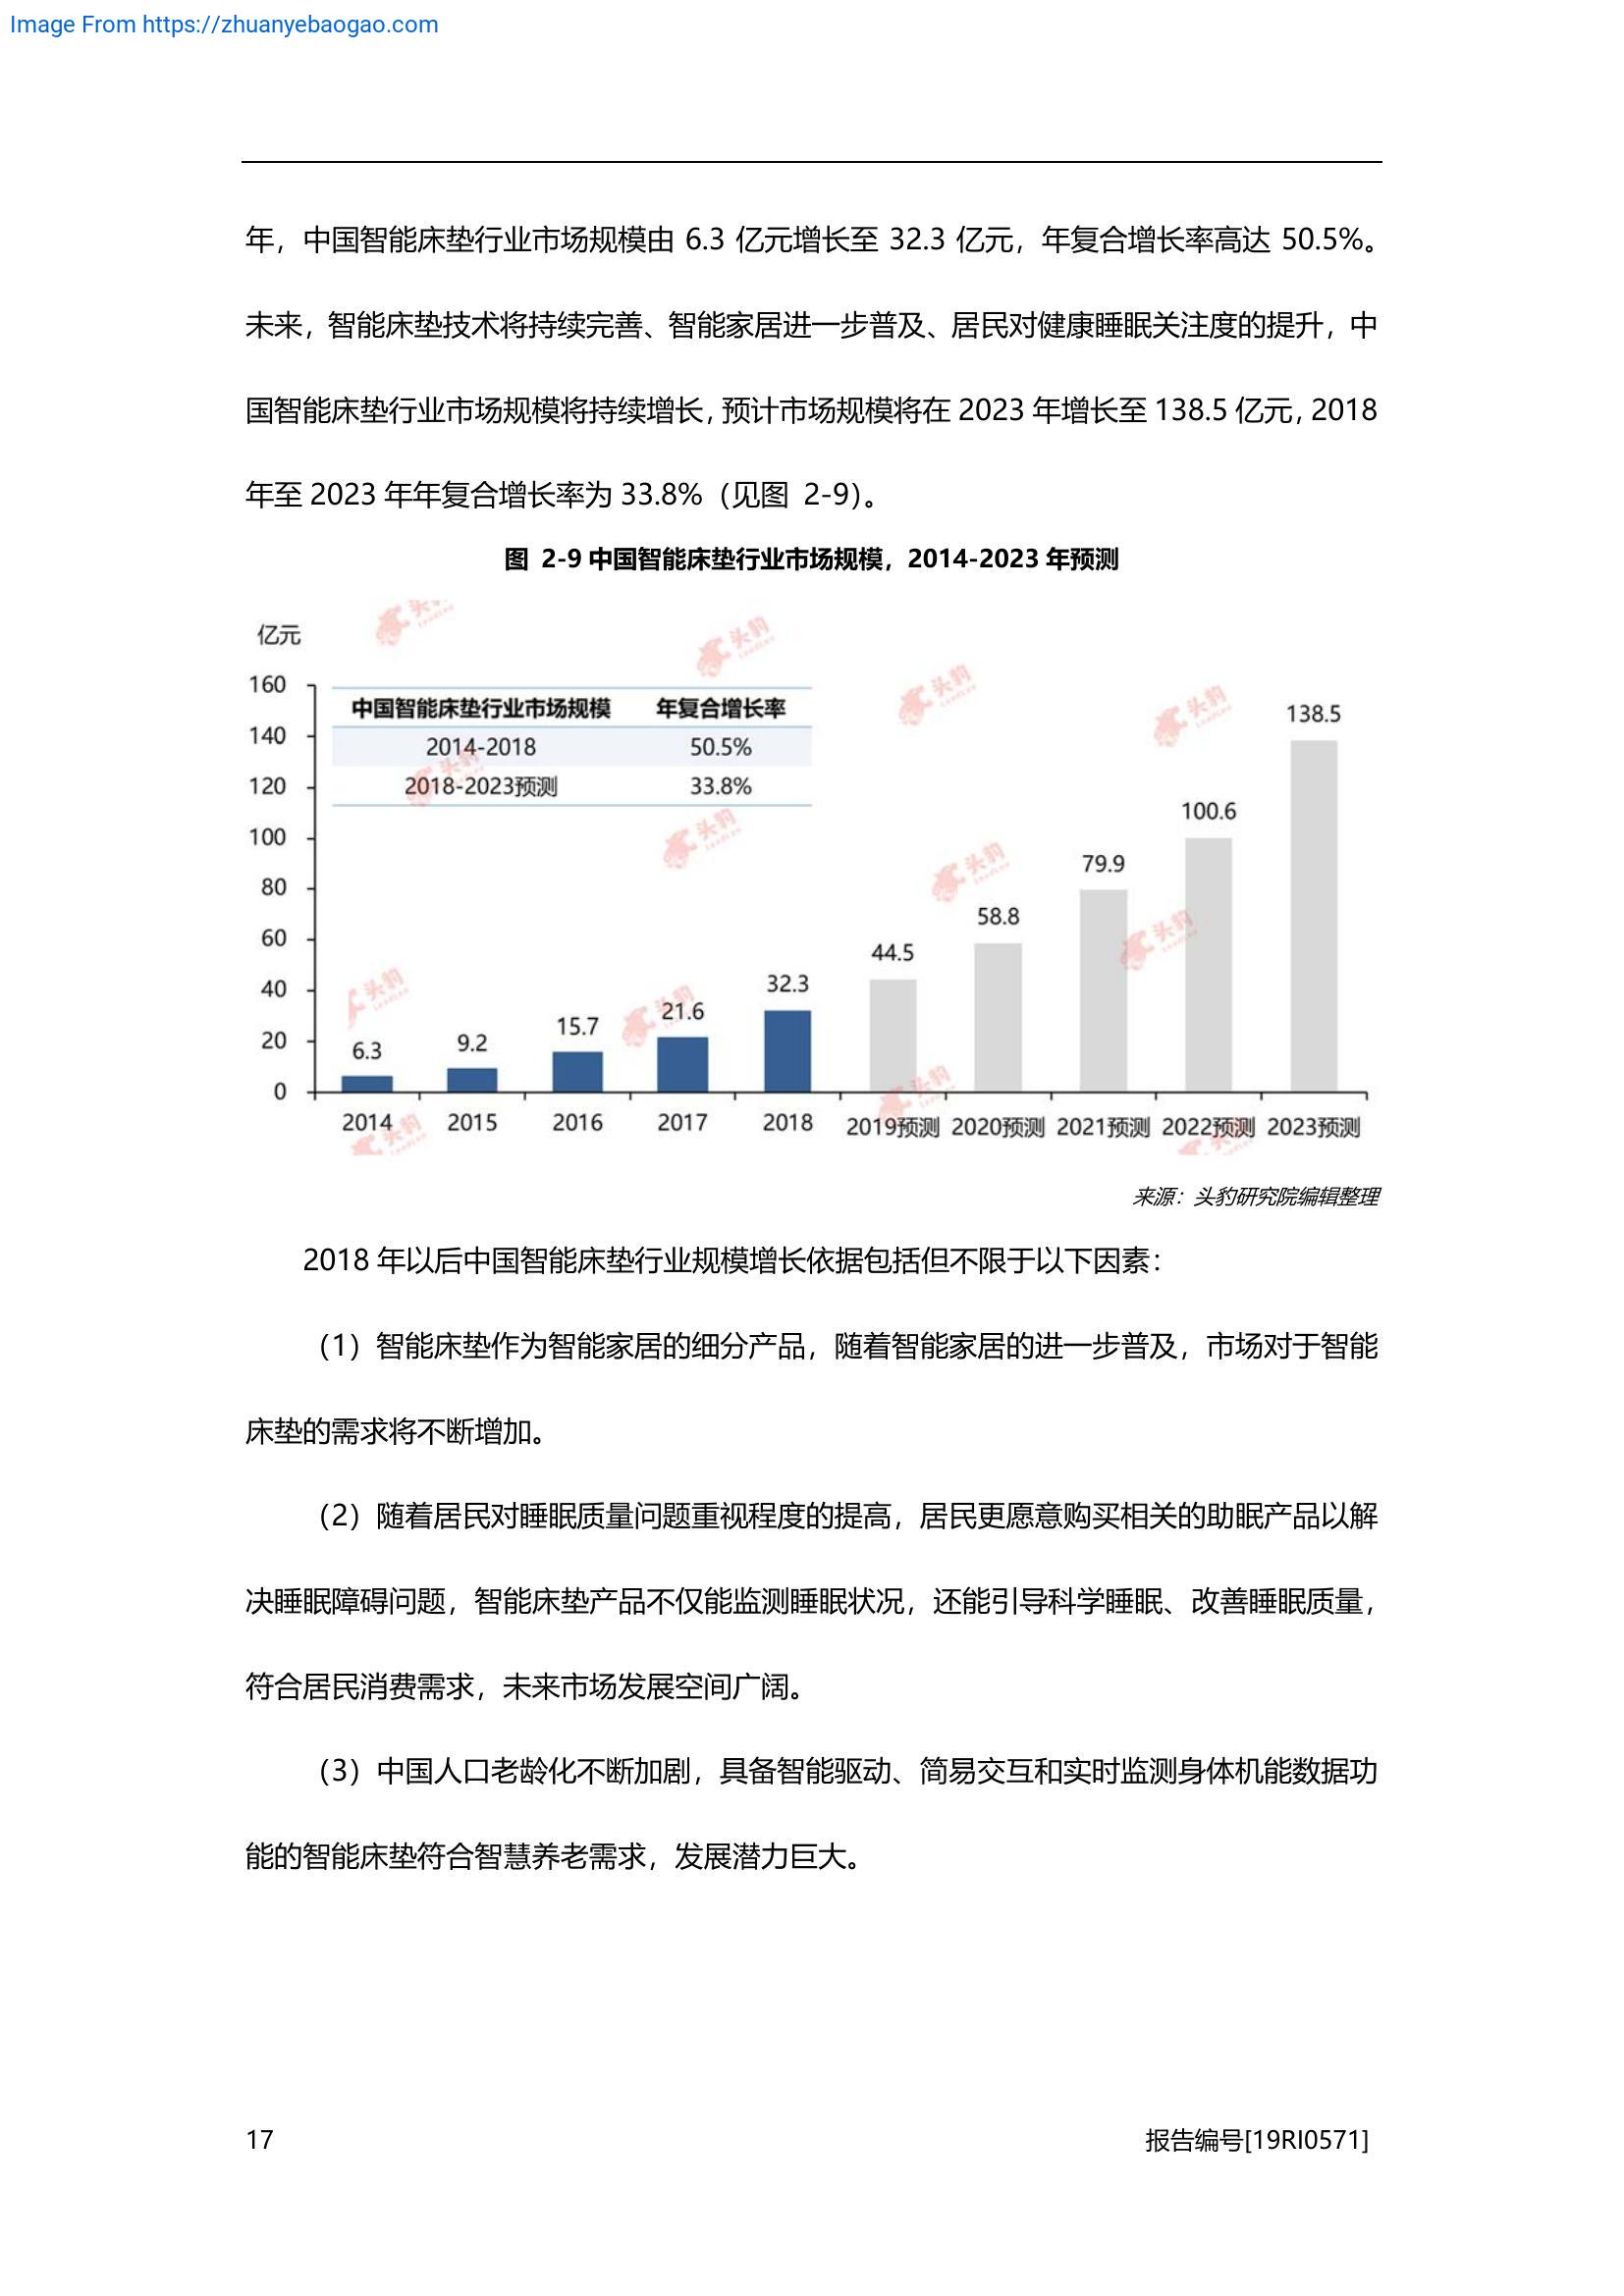 Image From https://zhuanyebaogao.com
年，中国智能床垫行业市场规模由 6.3 亿元增长至 32.3 亿元，年复合增长率高达 50.5%。
未来，智能床垫技术将持续完善、智能家居进一步普及、居民对健康睡眠关注度的提升，中
国智能床垫行业市场规模将持续增长，预计市场规模将在 2023 年增长至 138.5 亿元，2018
年至 2023 年年复合增长率为 33.8%（见图 2-9）。
图 2-9 中国智能床垫行业市场规模，2014-2023 年预测
亿元
160
140
120
100
80
60
40
20
0
中国智能床垫行业市场规模 年复合增长率
2014-2018 50.5%
2018-2023预测 33.8%
6.3 9.2 15.7 21.6 32.3 44.5 58.8 79.9 100.6 138.5
2014 2015 2016 2017 2018 2019预测 2020预测 2021预测 2022预测 2023预测
头豹
LeadLeo
来源：头豹研究院编辑整理
2018 年以后中国智能床垫行业规模增长依据包括但不限于以下因素：
（1）智能床垫作为智能家居的细分产品，随着智能家居的进一步普及，市场对于智能
床垫的需求将不断增加。
（2）随着居民对睡眠质量问题重视程度的提高，居民更愿意购买相关的助眠产品以解
决睡眠障碍问题，智能床垫产品不仅能监测睡眠状况，还能引导科学睡眠、改善睡眠质量，
符合居民消费需求，未来市场发展空间广阔。
（3）中国人口老龄化不断加剧，具备智能驱动、简易交互和实时监测身体机能数据功
能的智能床垫符合智慧养老需求，发展潜力巨大。
17
报告编号[19RI0571]